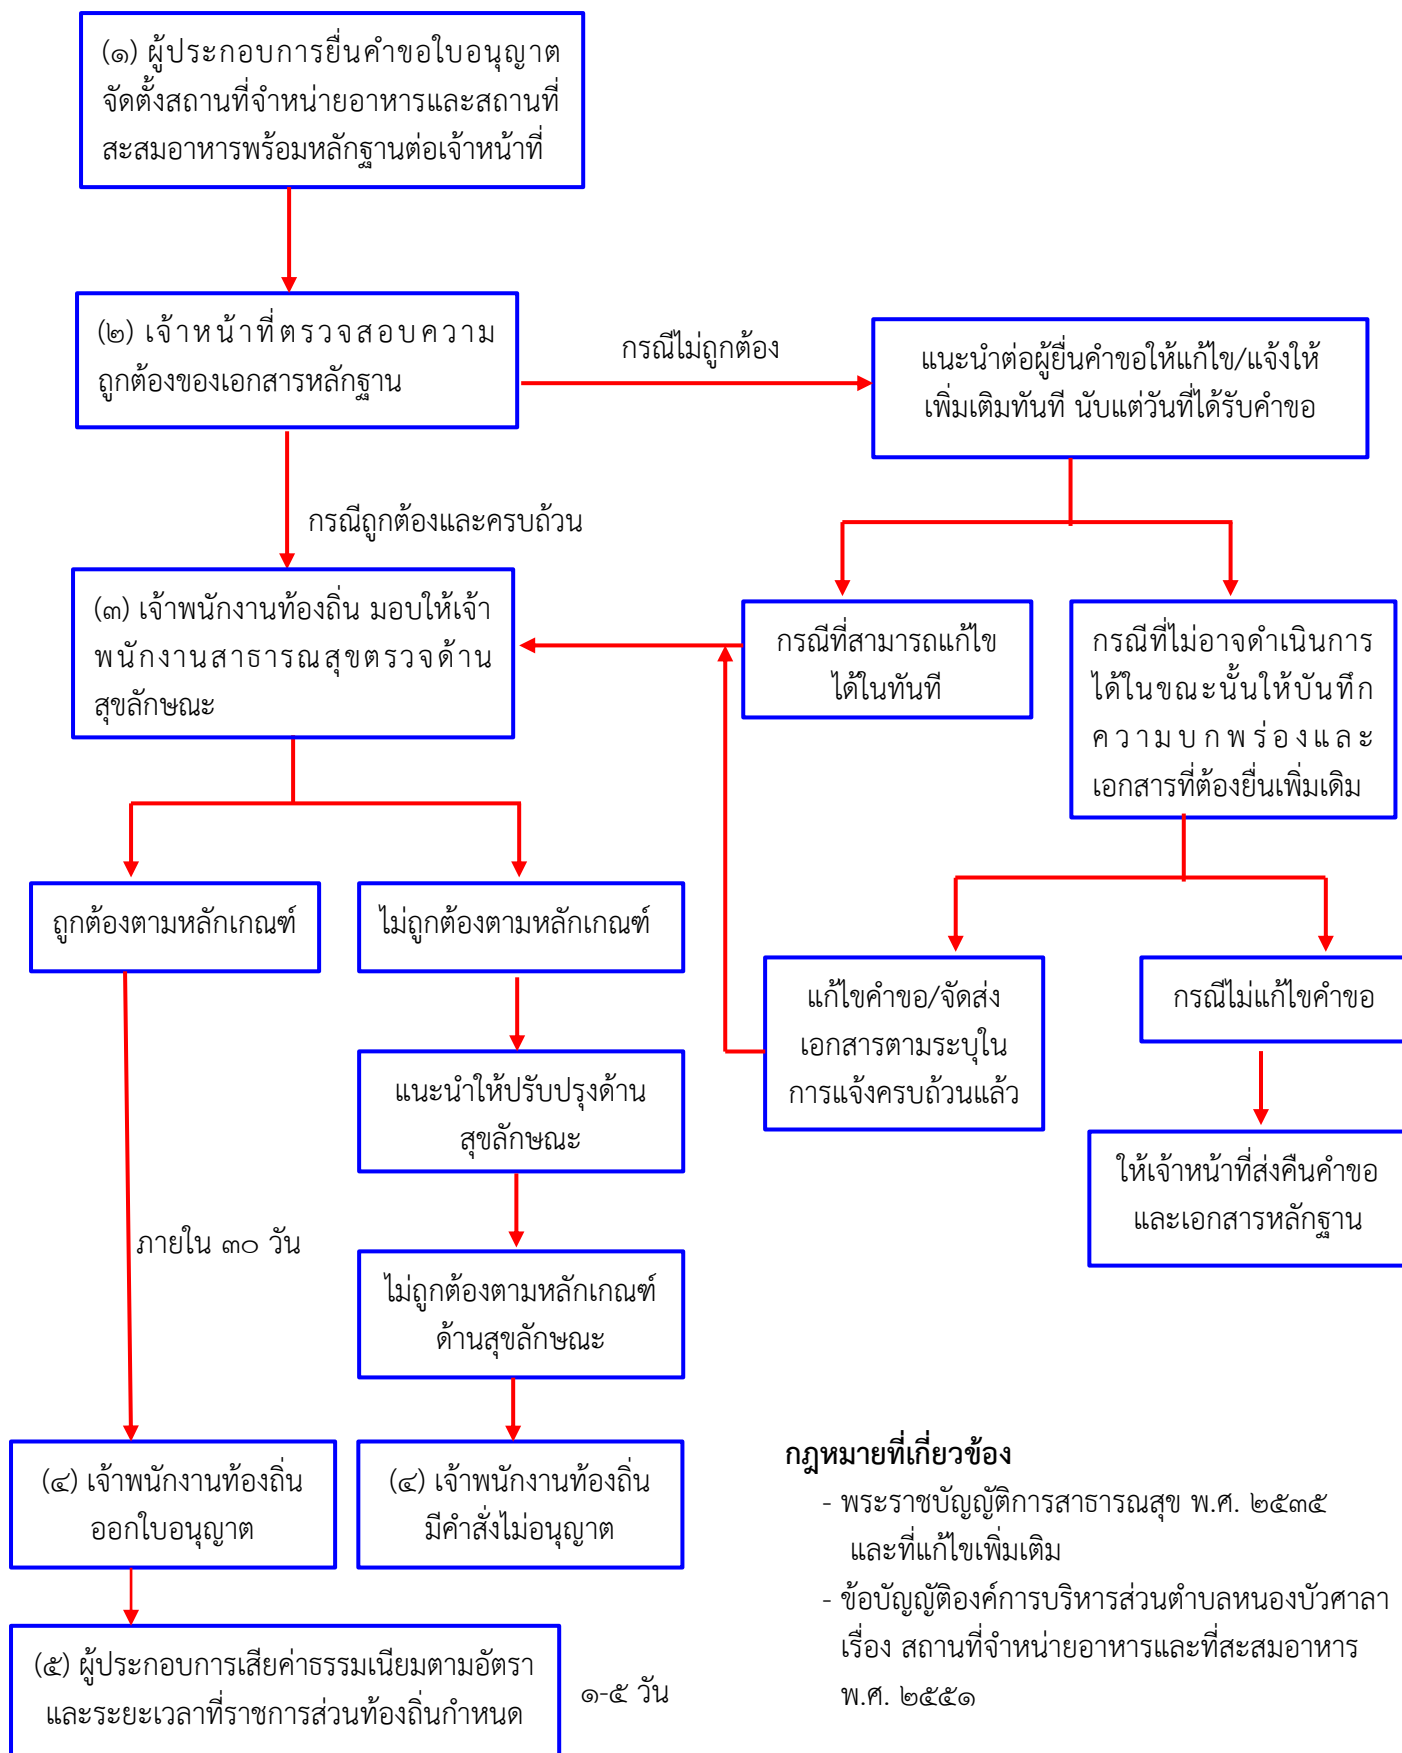 (๑) ผู้ประกอบการยื่นคำขอใบอนุญาต
จัดตั้งสถานที่จำหน่ายอาหารและสถานที่
สะสมอาหารพร้อมหลักฐานต่อเจ้าหน้าที่
(๒) เจ้าหน้าที่ตรวจสอบความ
ถูกต้องของเอกสารหลักฐาน
กรณีไม่ถูกต้อง
แนะนำต่อผู้ยื่นคำขอให้แก้ไข/แจ้งให้
เพิ่มเติมทันที นับแต่วันที่ได้รับคำขอ
กรณีถูกต้องและครบถ้วน
(๓) เจ้าพนักงานท้องถิ่น มอบให้เจ้า
พนักงานสาธารณสุขตรวจด้าน
สุขลักษณะ
กรณีที่สามารถแก้ไข
ได้ในทันที
กรณีที่ไม่อาจดำเนินการ
ได้ในขณะนั้นให้บันทึก
ความบกพร่องและ
เอกสารที่ต้องยื่นเพิ่มเดิม
ถูกต้องตามหลักเกณฑ์
ไม่ถูกต้องตามหลักเกณฑ์
แก้ไขคำขอ/จัดส่ง
เอกสารตามระบุใน
การแจ้งครบถ้วนแล้ว
กรณีไม่แก้ไขคำขอ
แนะนำให้ปรับปรุงด้าน
สุขลักษณะ
ให้เจ้าหน้าที่ส่งคืนคำขอ
และเอกสารหลักฐาน
ภายใน ๓๐ วัน
ไม่ถูกต้องตามหลักเกณฑ์
ด้านสุขลักษณะ
(๔) เจ้าพนักงานท้องถิ่น
ออกใบอนุญาต
(๔) เจ้าพนักงานท้องถิ่น
มีคำสั่งไม่อนุญาต
กฎหมายที่เกี่ยวข้อง
- พระราชบัญญัติการสาธารณสุข พ.ศ. ๒๕๓๕
และที่แก้ไขเพิ่มเติม
- ข้อบัญญัติองค์การบริหารส่วนตำบลหนองบัวศาลา
เรื่อง สถานที่จำหน่ายอาหารและที่สะสมอาหาร
พ.ศ. ๒๕๕๑
(๕) ผู้ประกอบการเสียค่าธรรมเนียมตามอัตรา
และระยะเวลาที่ราชการส่วนท้องถิ่นกำหนด
๑-๕ วัน